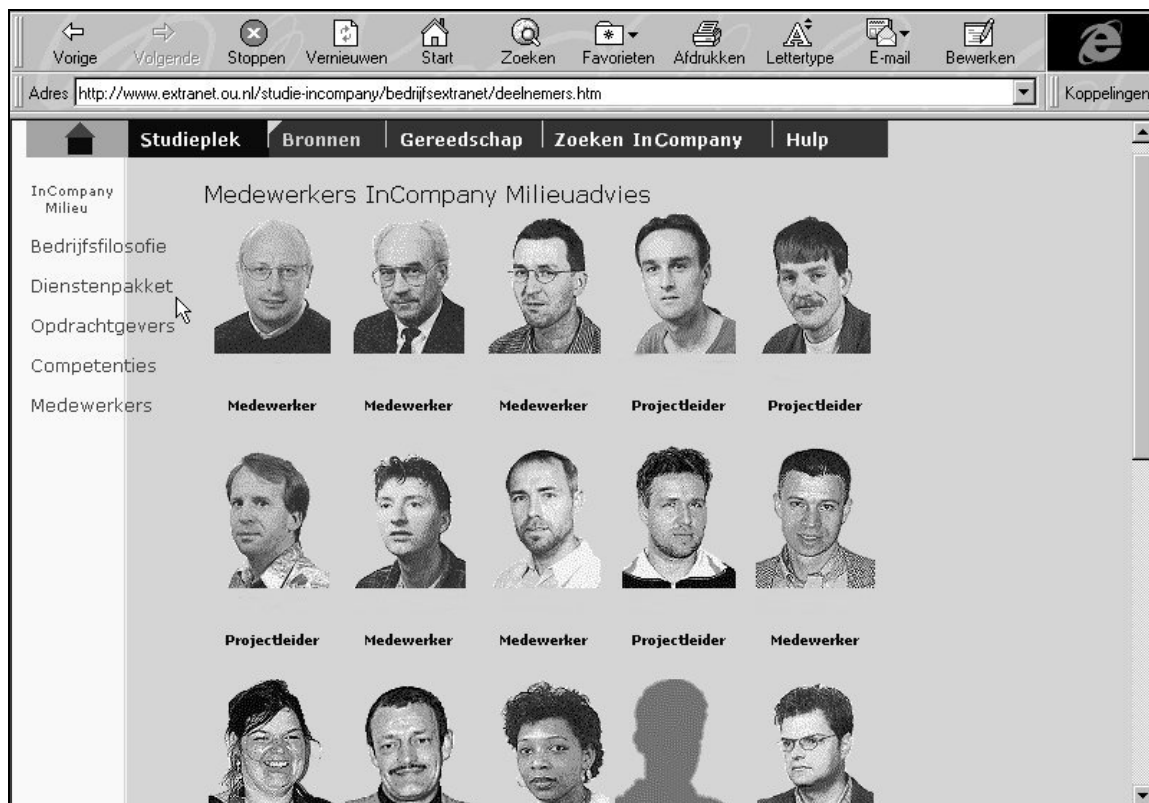 Vorige Volgende Stoppen Vernieuwen Start Zoeken Favorieten Afdrukken Lettertype E-mail Bewerken
Adres http://www.extranet.ou.nl/studie-incompany/bedrijfsextranet/deelnemers.htm Koppelingen
Studieplek Bronnen Gereedschap Zoeken InCompany Hulp
InCompany
Milieu
Medewerkers InCompany Milieuadvies
Bedrijfsfilosofie
Dienstenpakket
Opdrachtgevers
Competenties
Medewerkers
Medewerker Medewerker Medewerker Projectleider Projectleider
Projectleider Medewerker Medewerker Projectleider Medewerker